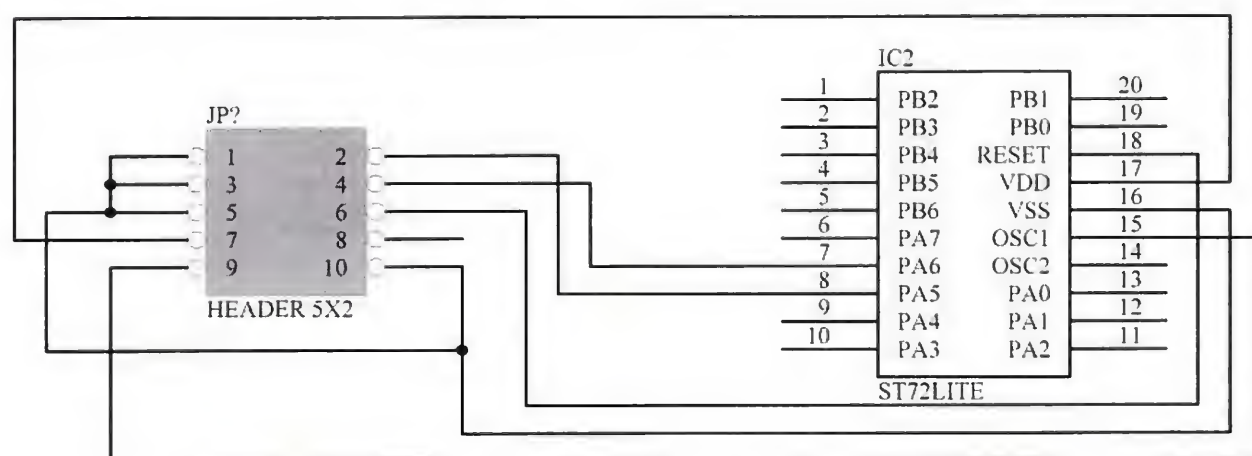 JP?
1 2
3 4
5 6
7 8
9 10
HEADER 5X2
IC2
1 PB2 PB1 20
2 PB3 PB0 19
3 PB4 RESET 18
4 PB5 VDD 17
5 PB6 VSS 16
6 PA7 OSC1 15
7 PA6 OSC2 14
8 PA5 PA0 13
9 PA4 PA1 12
10 PA3 PA2 11
ST72LITE